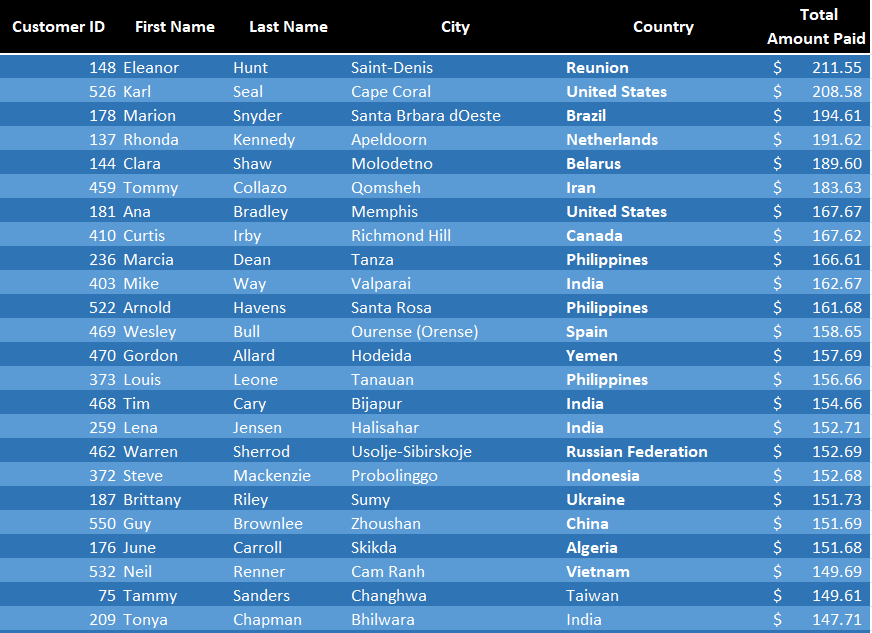 Customer ID First Name Last Name City Country Total Amount Paid
148 Eleanor Hunt Saint-Denis Reunion $ 211.55
526 Karl Seal Cape Coral United States $ 208.58
178 Marion Snyder Santa Brbara dOeste Brazil $ 194.61
137 Rhonda Kennedy Apeldoorn Netherlands $ 191.62
144 Clara Shaw Molodetno Belarus $ 189.60
459 Tommy Collazo Qomsheh Iran $ 183.63
181 Ana Bradley Memphis United States $ 167.67
410 Curtis Irby Richmond Hill Canada $ 167.62
236 Marcia Dean Tanza Philippines $ 166.61
403 Mike Way Valparai India $ 162.67
522 Arnold Havens Santa Rosa Philippines $ 161.68
469 Wesley Bull Ourense (Orense) Spain $ 158.65
470 Gordon Allard Hodeida Yemen $ 157.69
373 Louis Leone Tanauan Philippines $ 156.66
468 Tim Cary Bijapur India $ 154.66
259 Lena Jensen Halisahar India $ 152.71
462 Warren Sherrod Usolje-Sibirskoje Russian Federation $ 152.69
372 Steve Mackenzie Probolinggo Indonesia $ 152.68
187 Brittany Riley Sumy Ukraine $ 151.73
550 Guy Brownlee Zhoushan China $ 151.69
176 June Carroll Skikda Algeria $ 151.68
532 Neil Renner Cam Ranh Vietnam $ 149.69
75 Tammy Sanders Changhwa Taiwan $ 149.61
209 Tonya Chapman Bhilwara India $ 147.71